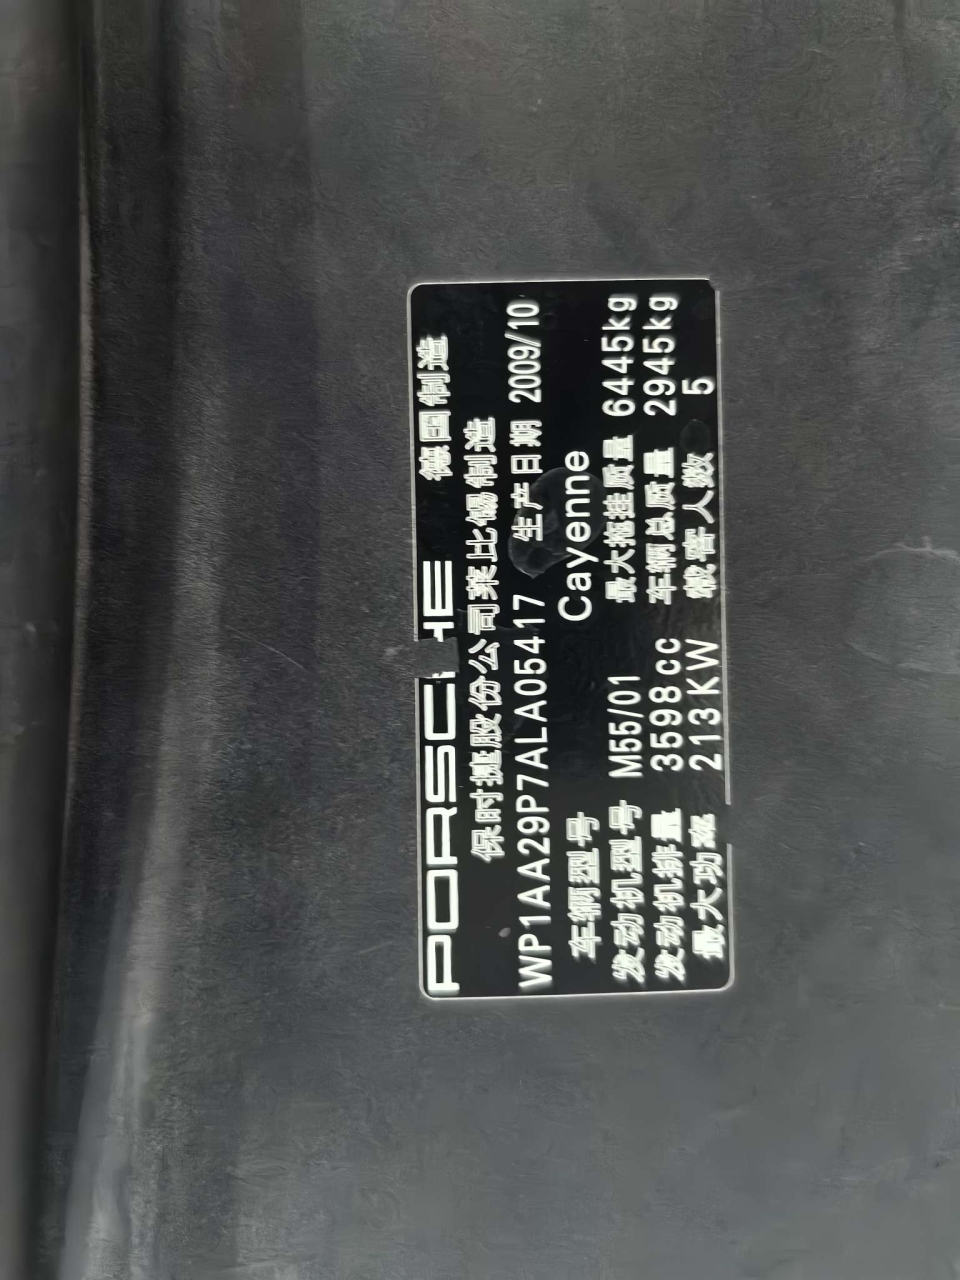 PORSCHE 德国制造
保时捷股份公司莱比锡制造
WP1AA29P7ALA05417 生产日期 2009/10
车辆型号 Cayenne
发动机型号 M55/01 最大拖挂质量 6445kg
发动机排量 3598cc 车辆总质量 2945kg
最大功率 213KW 载客人数 5